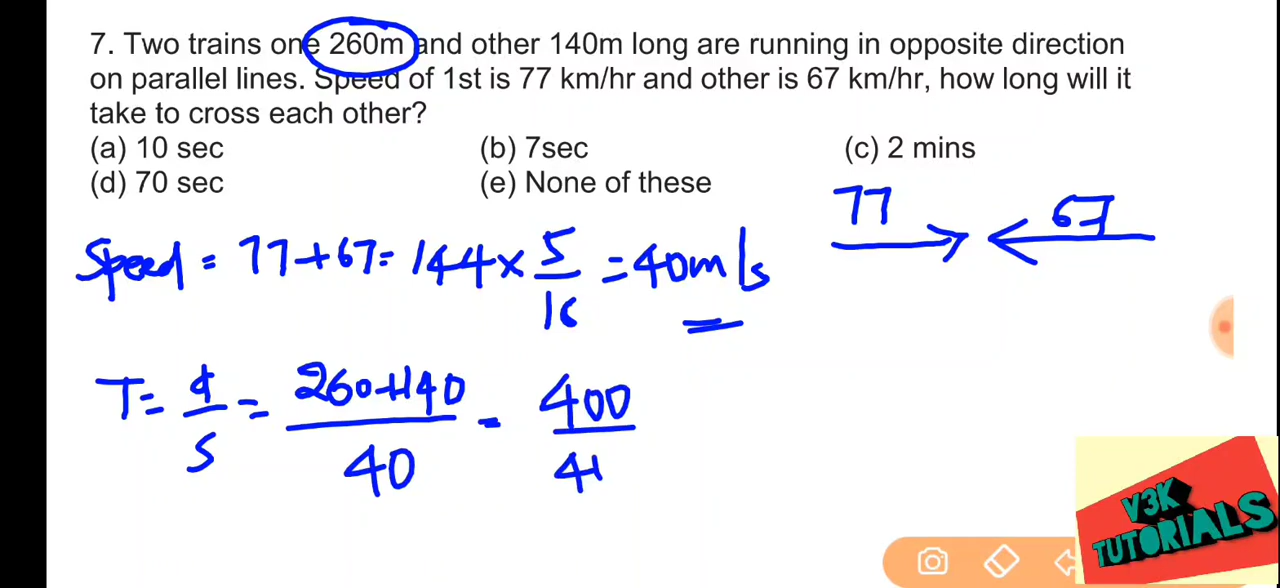 7. Two trains one 260m and other 140m long are running in opposite direction
on parallel lines. Speed of 1st is 77 km/hr and other is 67 km/hr, how long will it
take to cross each other?
(a) 10 sec (b) 7sec (c) 2 mins
(d) 70 sec (e) None of these
77 67
Speed = 77+67= 144 × 5/18 = 40m/s
T= d/s = 260+140/40 = 400/4
V3K
TUTORIALS